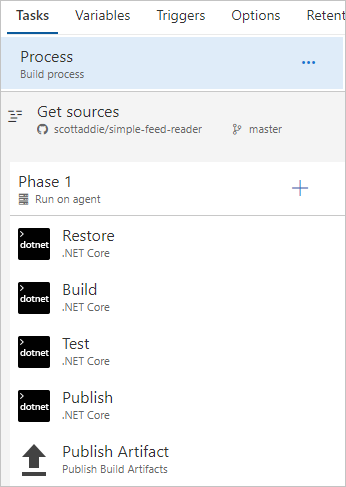 Tasks Variables Triggers Options Retent
Process
Build process
Get sources
scottaddie/simple-feed-reader master
Phase 1
Run on agent
>
dotnet
Restore
.NET Core
>
dotnet
Build
.NET Core
>
dotnet
Test
.NET Core
>
dotnet
Publish
.NET Core
Publish Artifact
Publish Build Artifacts